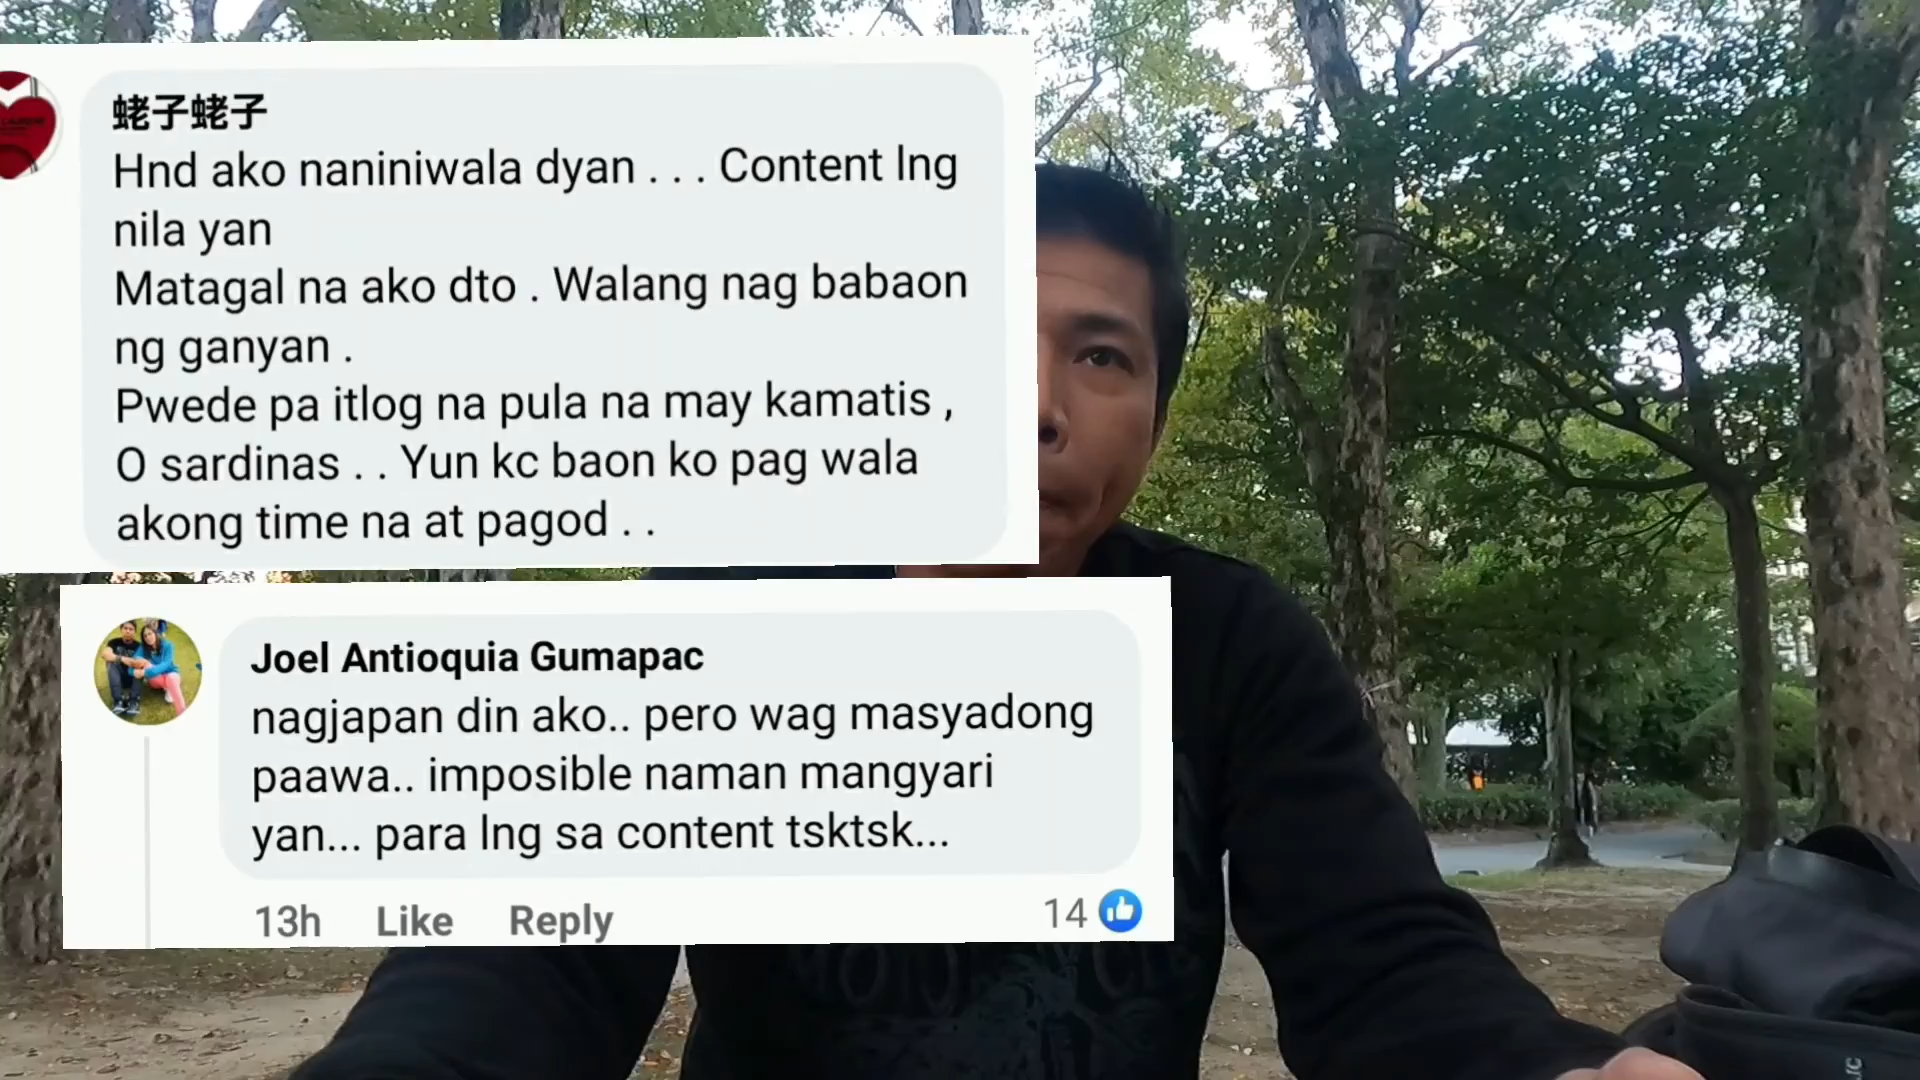 蛯子蛯子
Hnd ako naniniwala dyan . . . Content lng
nila yan
Matagal na ako dto . Walang nag babaon
ng ganyan .
Pwede pa itlog na pula na may kamatis ,
O sardinas . . Yun kc baon ko pag wala
akong time na at pagod . .
Joel Antioquia Gumapac
nagjapan din ako.. pero wag masyadong
paawa.. imposible naman mangyari
yan... para lng sa content tsktsk...
13h Like Reply 14